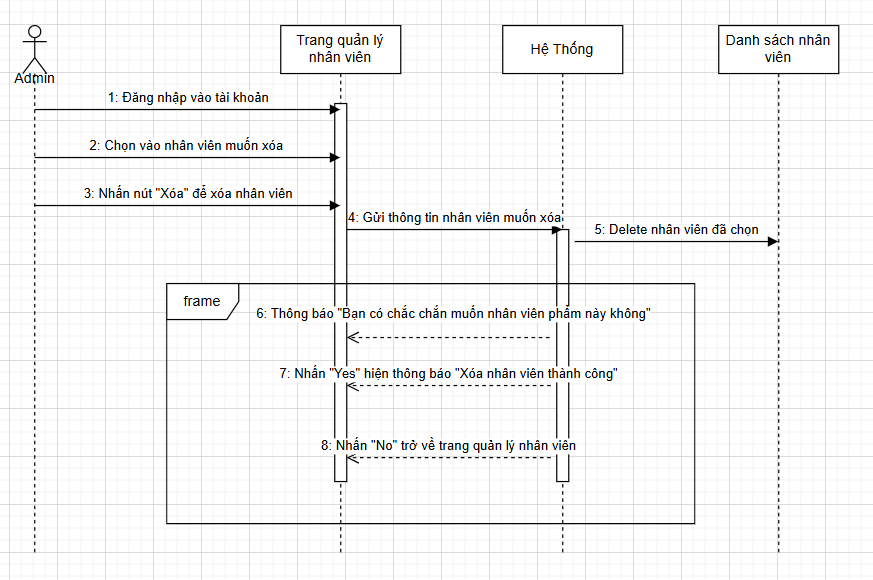 Trang quản lý
nhân viên
Hệ Thống
Danh sách nhân
viên
Admin
1: Đăng nhập vào tài khoản
2: Chọn vào nhân viên muốn xóa
3: Nhấn nút "Xóa" để xóa nhân viên
4: Gửi thông tin nhân viên muốn xóa
5: Delete nhân viên đã chọn
frame
6: Thông báo "Bạn có chắc chắn muốn nhân viên phẩm này không"
7: Nhấn "Yes" hiện thông báo "Xóa nhân viên thành công"
8: Nhấn "No" trở về trang quản lý nhân viên